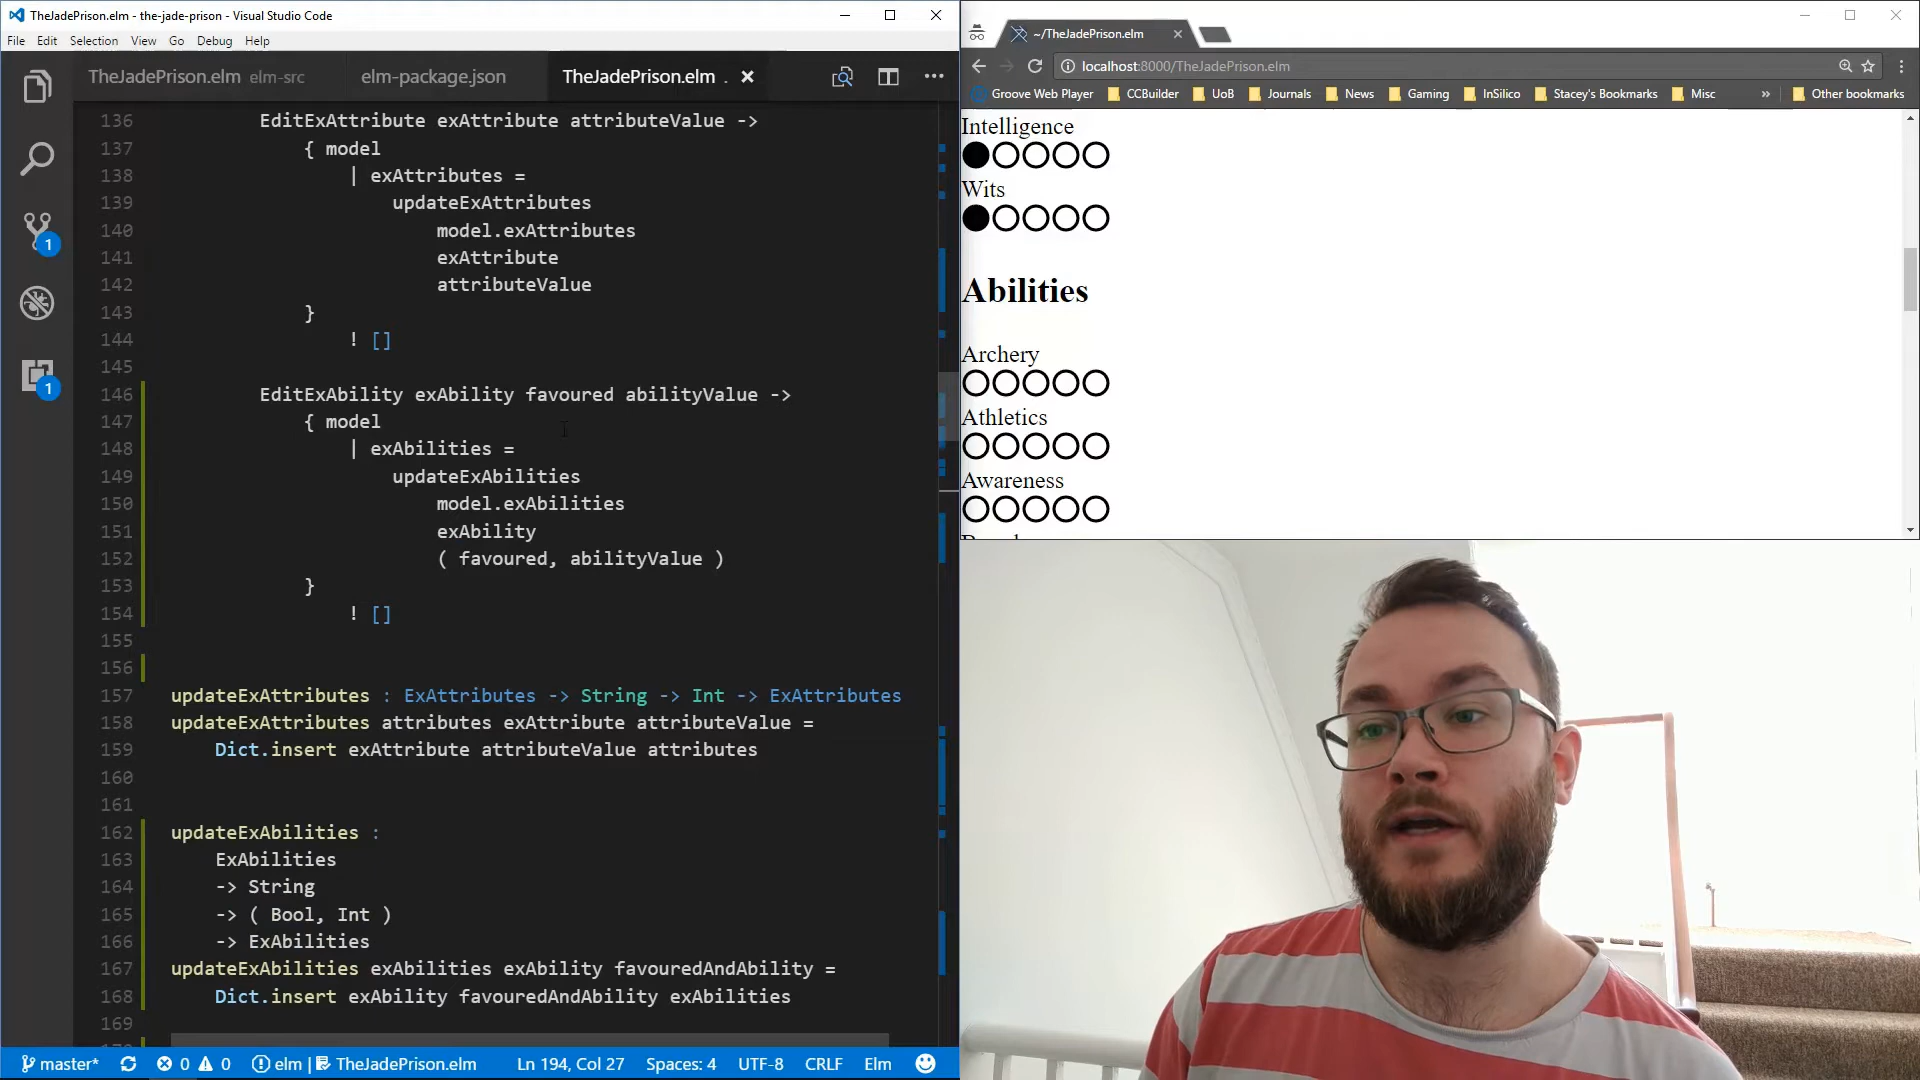 TheJadePrison.elm - the-jade-prison - Visual Studio Code
File Edit Selection View Go Debug Help
TheJadePrison.elm elm-src elm-package.json TheJadePrison.elm .
136 EditExAttribute exAttribute attributeValue ->
137 { model
138 | exAttributes =
139 updateExAttributes
140 model.exAttributes
141 exAttribute
142 attributeValue
143 }
144 ! []
145
146 EditExAbility exAbility favoured abilityValue ->
147 { model
148 | exAbilities =
149 updateExAbilities
150 model.exAbilities
151 exAbility
152 ( favoured, abilityValue )
153 }
154 ! []
155
156
157 updateExAttributes : ExAttributes -> String -> Int -> ExAttributes
158 updateExAttributes attributes exAttribute attributeValue =
159 Dict.insert exAttribute attributeValue attributes
160
161
162 updateExAbilities :
163 ExAbilities
164 -> String
165 -> ( Bool, Int )
166 -> ExAbilities
167 updateExAbilities exAbilities exAbility favouredAndAbility =
168 Dict.insert exAbility favouredAndAbility exAbilities
169
1
1
master* 0 0 elm | TheJadePrison.elm Ln 194, Col 27 Spaces: 4 UTF-8 CRLF Elm
~/TheJadePrison.elm
localhost:8000/TheJadePrison.elm
Groove Web Player CCBuilder UoB Journals News Gaming InSilico Stacey's Bookmarks Misc » Other bookmarks
Intelligence
Wits
Abilities
Archery
Athletics
Awareness